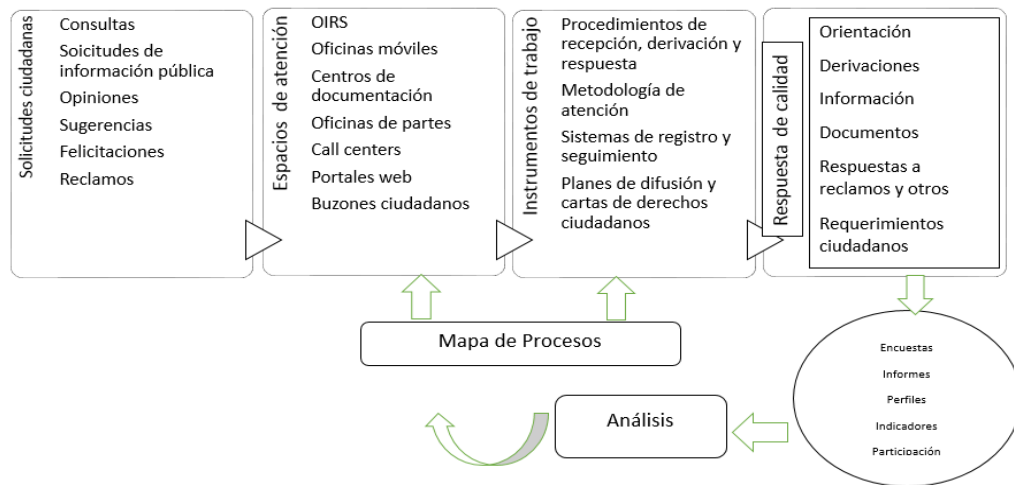 Solicitudes ciudadanas
Consultas
Soicitudes de
información pública
Opiniones
Sugerencias
Felicitaciones
Reclamos
Espacios de atención
OIRS
Oficinas móviles
Centros de
documentación
Oficinas de partes
Call centers
Portales web
Buzones ciudadanos
Instrumentos de trabajo
Procedimientos de
recepción, derivación y
respuesta
Metodología de
atención
Sistemas de registro y
seguimiento
Planes de difusión y
cartas de derechos
ciudadanos
Respuesta de calidad
Orientación
Derivaciones
Información
Documentos
Respuestas a
reclamos y otros
Requerimientos
ciudadanos
Mapa de Procesos
Encuestas
Informes
Perfiles
Indicadores
Participación
Análisis